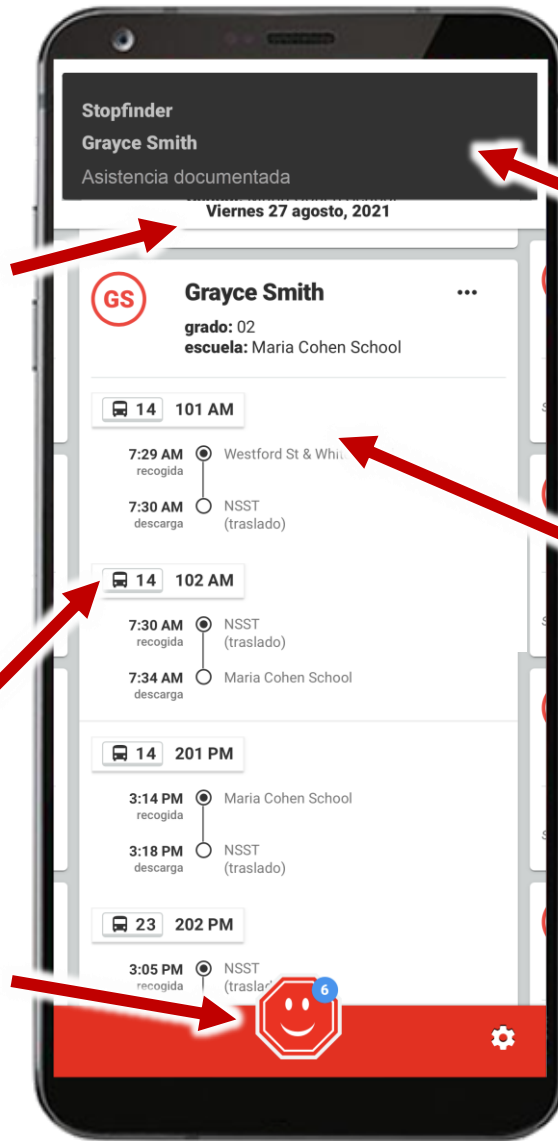 Stopfinder
Grayce Smith
Asistencia documentada
Viernes 27 agosto, 2021
GS
Grayce Smith
grado: 02
escuela: Maria Cohen School
14 101 AM
7:29 AM Westford St &
recogida
7:30 AM NSST
descarga (traslado)
14 102 AM
7:30 AM NSST
recogida (traslado)
7:34 AM Maria Cohen School
descarga
14 201 PM
3:14 PM Maria Cohen School
recogida
3:18 PM NSST
descarga (traslado)
23 202 PM
3:05 PM NSST
recogida
6